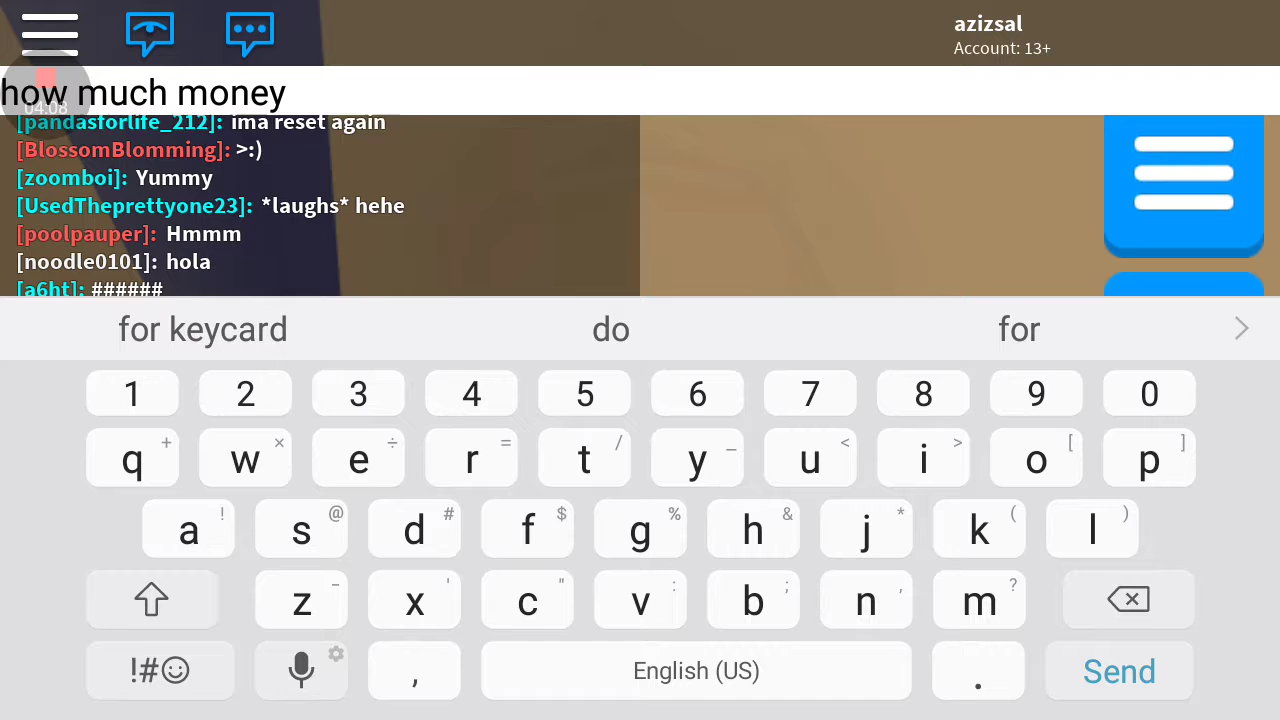 azizsal
Account: 13+
how much money
04:08
[pandasforlife_212]: ima reset again
[BlossomBlomming]: >:)
[zoomboi]: Yummy
[UsedTheprettyone23]: *laughs* hehe
[poolpauper]: Hmmm
[noodle0101]: hola
[a6ht]: ######
for keycard do for
1 2 3 4 5 6 7 8 9 0
+ × ÷ = / _ < > [ ]
q w e r t y u i o p
! @ # $ % & * ( )
a s d f g h j k l
- ' " : ; , ?
z x c v b n m
!#☺ , English (US) . Send